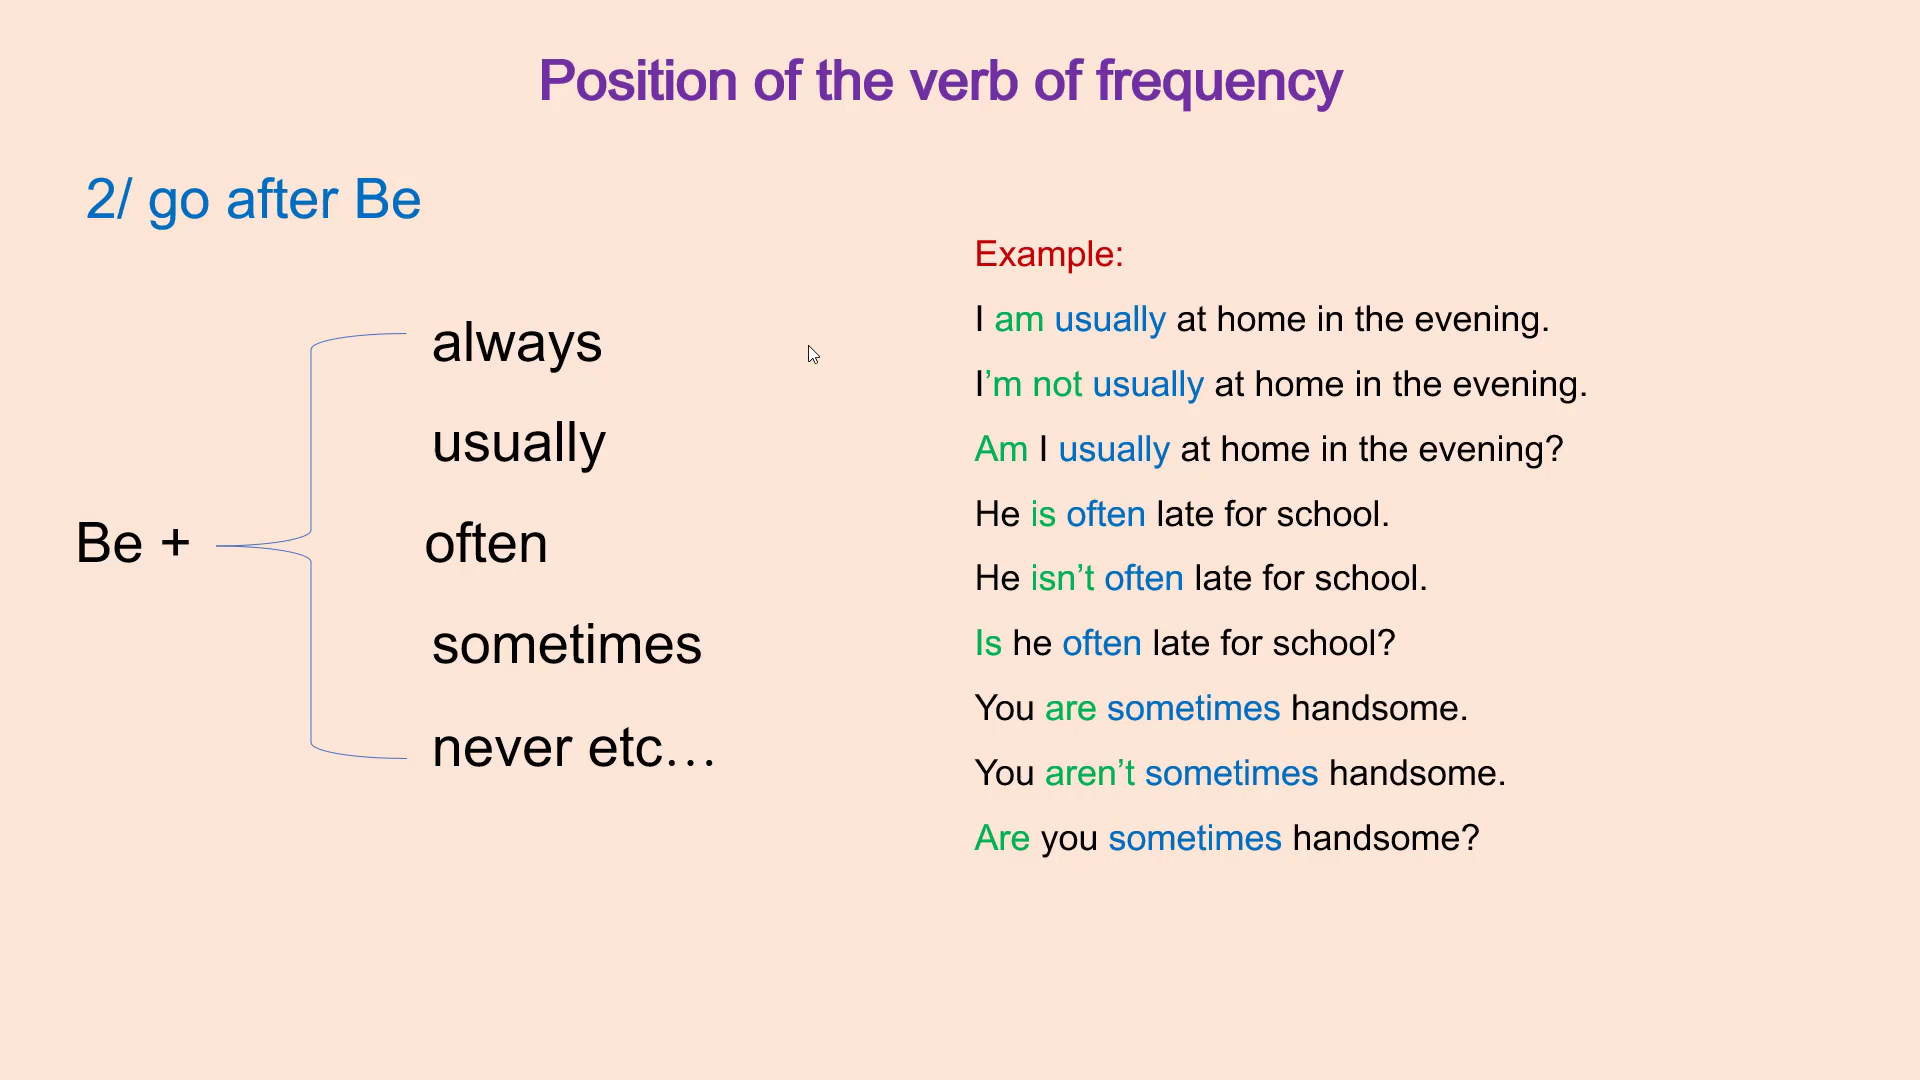 Position of the verb of frequency
2/ go after Be
Be +
always
usually
often
sometimes
never etc…
Example:
I am usually at home in the evening.
I’m not usually at home in the evening.
Am I usually at home in the evening?
He is often late for school.
He isn’t often late for school.
Is he often late for school?
You are sometimes handsome.
You aren’t sometimes handsome.
Are you sometimes handsome?